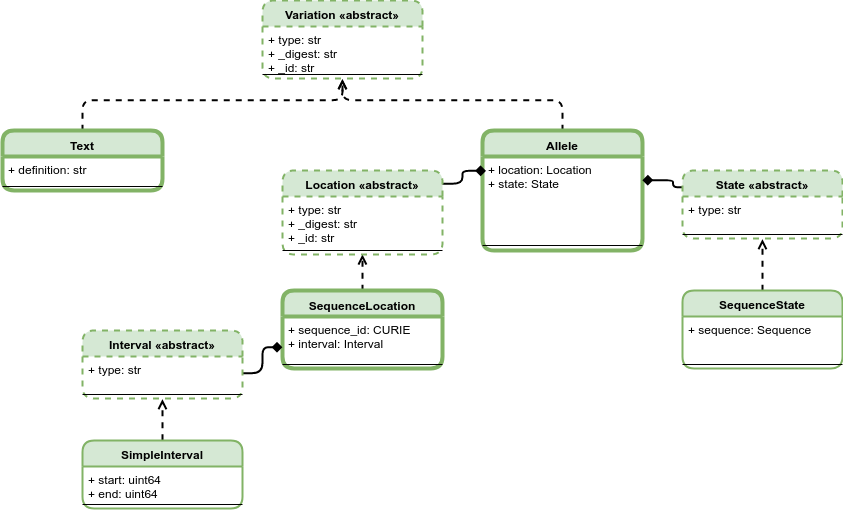 Variation «abstract»
+ type: str
+ _digest: str
+ _id: str
Text
+ definition: str
Allele
+ location: Location
+ state: State
Location «abstract»
+ type: str
+ _digest: str
+ _id: str
State «abstract»
+ type: str
SequenceLocation
+ sequence_id: CURIE
+ interval: Interval
SequenceState
+ sequence: Sequence
Interval «abstract»
+ type: str
SimpleInterval
+ start: uint64
+ end: uint64